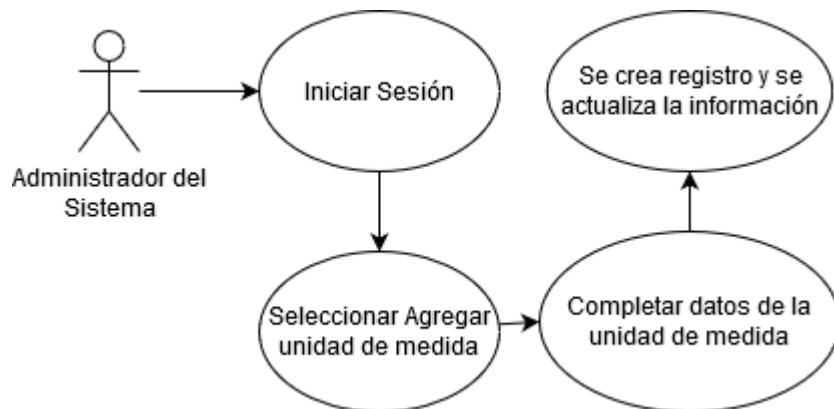 Administrador del
Sistema
Iniciar Sesión
Seleccionar Agregar
unidad de medida
Completar datos de la
unidad de medida
Se crea registro y se
actualiza la información